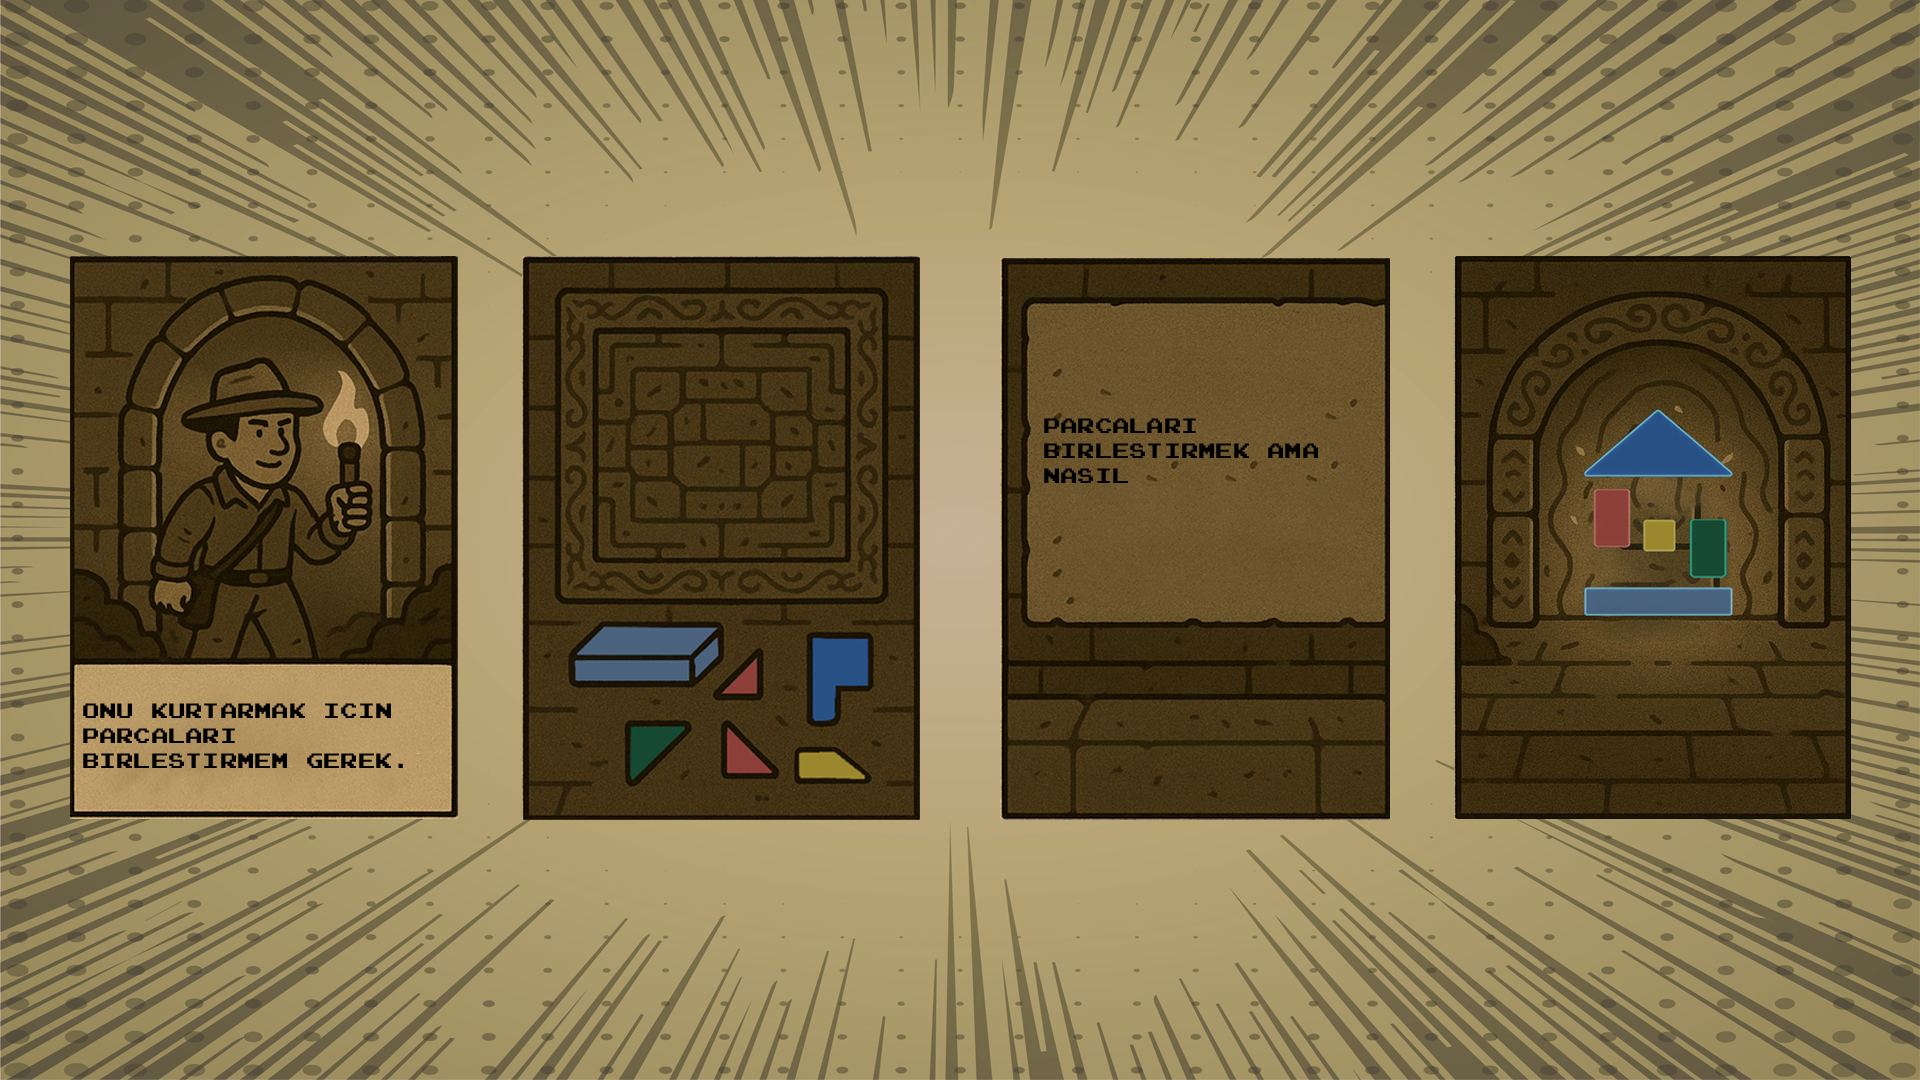 ONU KURTARMAK ICIN
PARCALARI
BIRLESTIRMEM GEREK.
PARCALARI
BIRLESTIRMEK AMA
NASIL